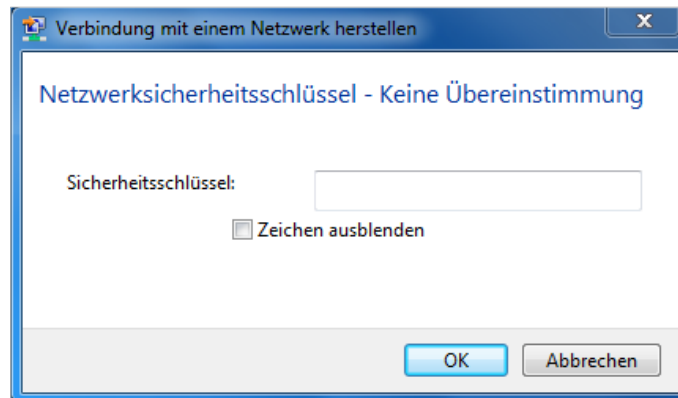 Verbindung mit einem Netzwerk herstellen
Netzwerksicherheitsschlüssel - Keine Übereinstimmung
Sicherheitsschlüssel:
Zeichen ausblenden
OK
Abbrechen